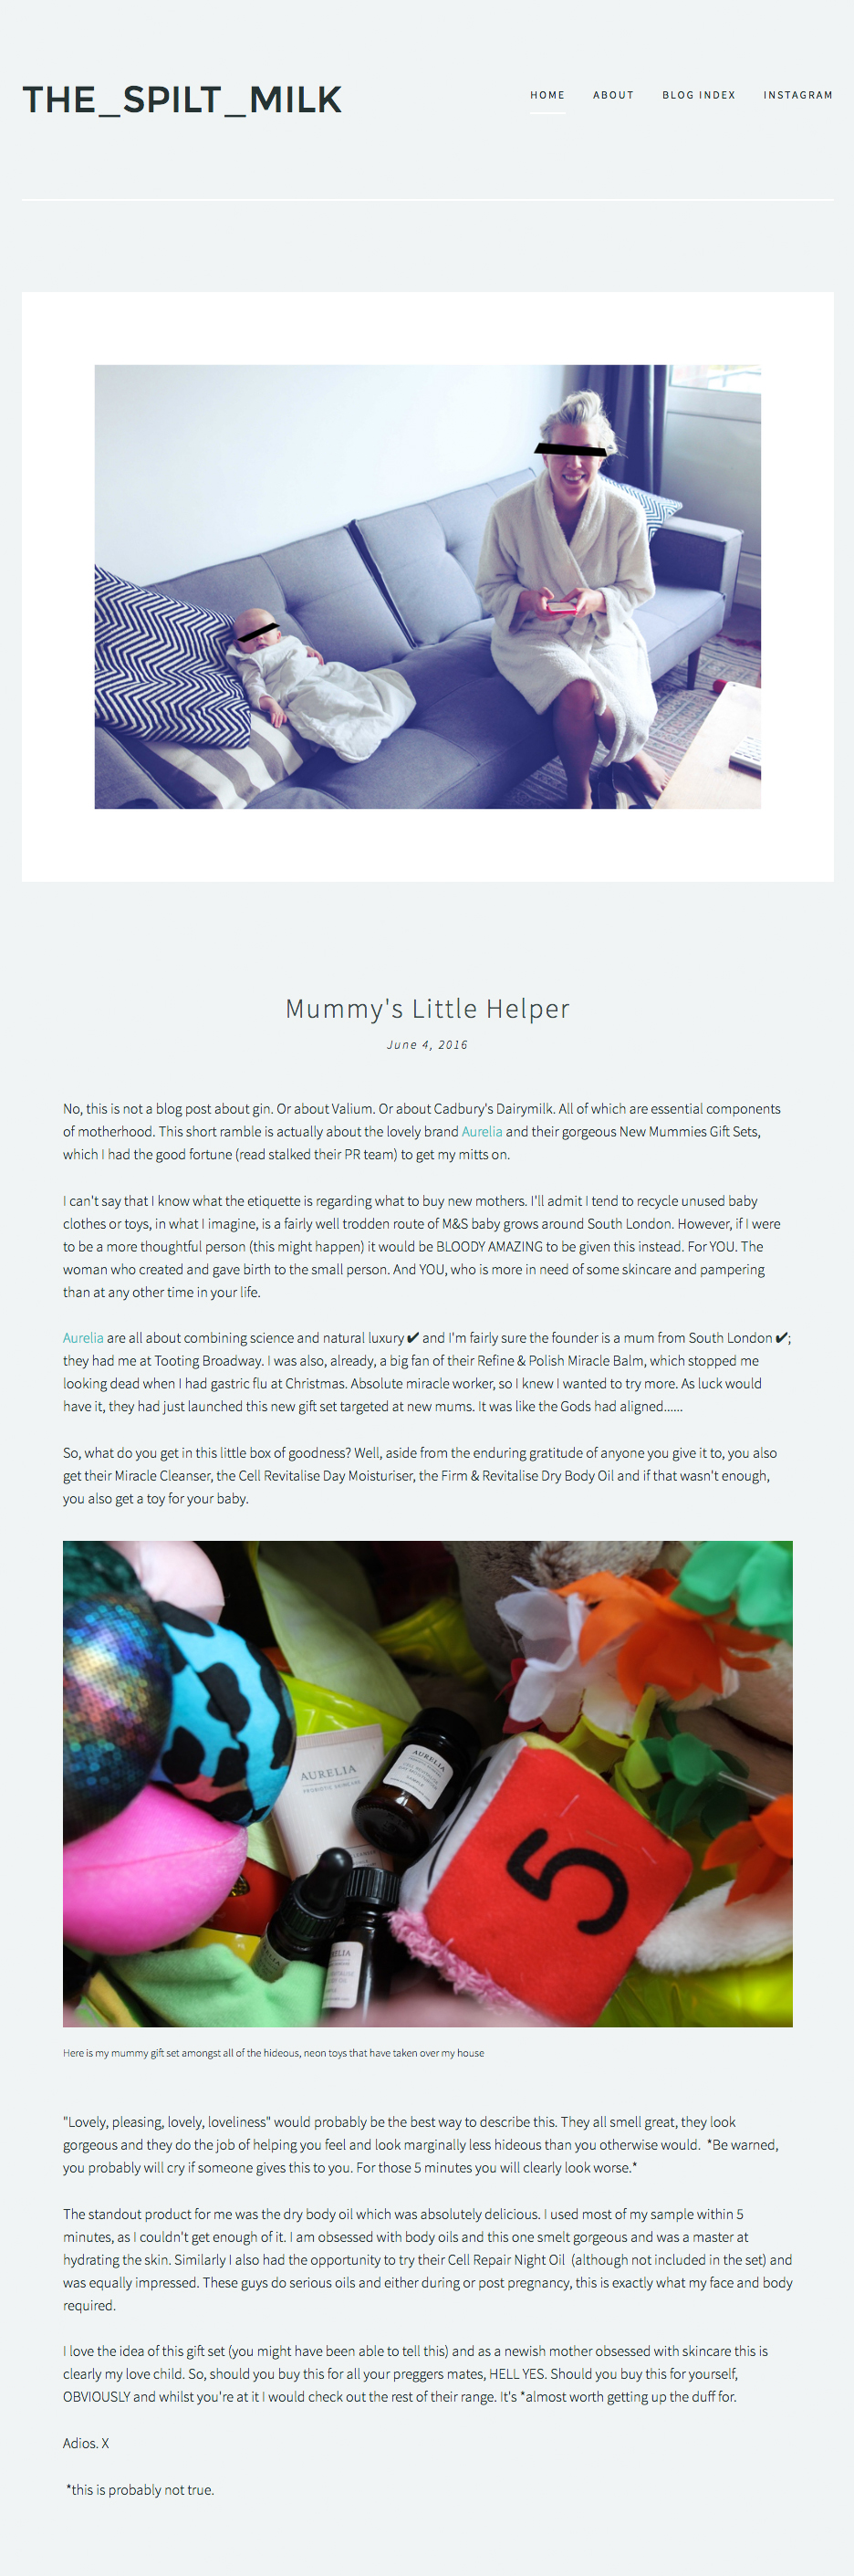 THE_SPILT_MILK
HOME ABOUT BLOG INDEX INSTAGRAM
Mummy's Little Helper
June 4, 2016
No, this is not a blog post about gin. Or about Valium. Or about Cadbury's Dairymilk. All of which are essential components
of motherhood. This short ramble is actually about the lovely brand Aurelia and their gorgeous New Mummies Gift Sets,
which I had the good fortune (read stalked their PR team) to get my mitts on.
I can't say that I know what the etiquette is regarding what to buy new mothers. I'll admit I tend to recycle unused baby
clothes or toys, in what I imagine, is a fairly well trodden route of M&S baby grows around South London. However, if I were
to be a more thoughtful person (this might happen) it would be BLOODY AMAZING to be given this instead. For YOU. The
woman who created and gave birth to the small person. And YOU, who is more in need of some skincare and pampering
than at any other time in your life.
Aurelia are all about combining science and natural luxury ✔ and I'm fairly sure the founder is a mum from South London ✔;
they had me at Tooting Broadway. I was also, already, a big fan of their Refine & Polish Miracle Balm, which stopped me
looking dead when I had gastric flu at Christmas. Absolute miracle worker, so I knew I wanted to try more. As luck would
have it, they had just launched this new gift set targeted at new mums. It was like the Gods had aligned......
So, what do you get in this little box of goodness? Well, aside from the enduring gratitude of anyone you give it to, you also
get their Miracle Cleanser, the Cell Revitalise Day Moisturiser, the Firm & Revitalise Dry Body Oil and if that wasn't enough,
you also get a toy for your baby.
AURELIA
PROBIOTIC SKINCARE
AURELIA
5
Here is my mummy gift set amongst all of the hideous, neon toys that have taken over my house
"Lovely, pleasing, lovely, loveliness" would probably be the best way to describe this. They all smell great, they look
gorgeous and they do the job of helping you feel and look marginally less hideous than you otherwise would.  *Be warned,
you probably will cry if someone gives this to you. For those 5 minutes you will clearly look worse.*
The standout product for me was the dry body oil which was absolutely delicious. I used most of my sample within 5
minutes, as I couldn't get enough of it. I am obsessed with body oils and this one smelt gorgeous and was a master at
hydrating the skin. Similarly I also had the opportunity to try their Cell Repair Night Oil  (although not included in the set) and
was equally impressed. These guys do serious oils and either during or post pregnancy, this is exactly what my face and body
required.
I love the idea of this gift set (you might have been able to tell this) and as a newish mother obsessed with skincare this is
clearly my love child. So, should you buy this for all your preggers mates, HELL YES. Should you buy this for yourself,
OBVIOUSLY and whilst you're at it I would check out the rest of their range. It's *almost worth getting up the duff for.
Adios. X
*this is probably not true.